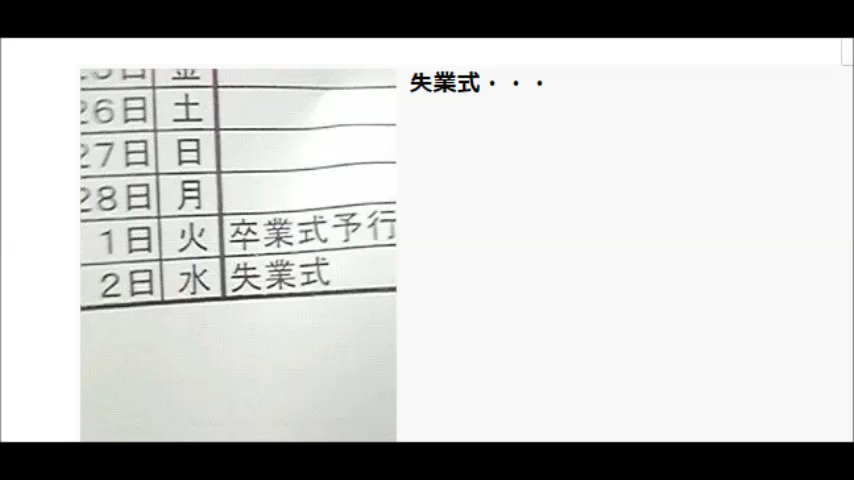 失業式・・・
26日 土
27日 日
28日 月
1日 火 卒業式予行
2日 水 失業式